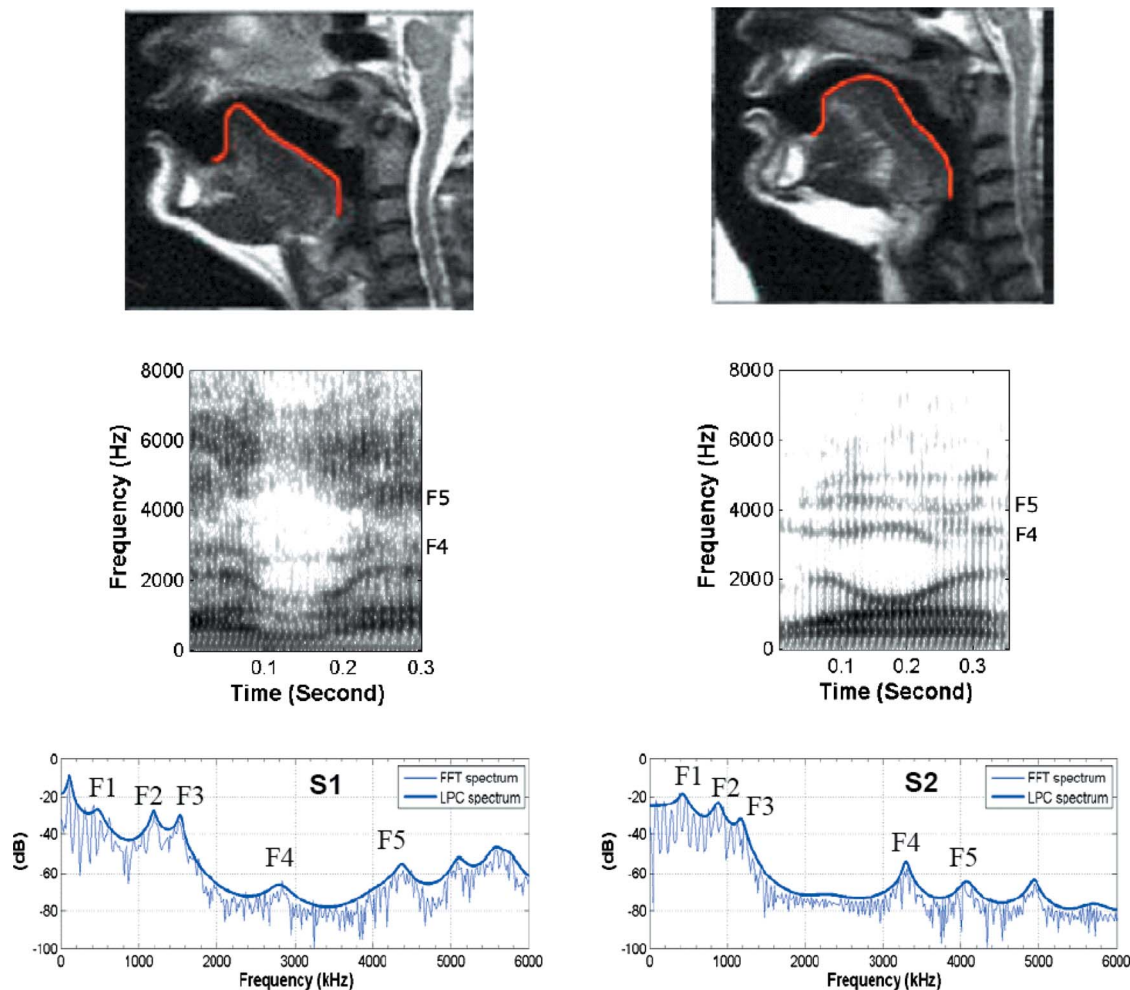 8000
6000
4000
2000
0
Frequency (Hz)
F5
F4
0.1 0.2 0.3
Time (Second)
8000
6000
4000
2000
0
Frequency (Hz)
F5
F4
0.1 0.2 0.3
Time (Second)
0
-20
-40
-60
-80
-100
(dB)
F1
F2
F3
F4
F5
S1
FFT spectrum
LPC spectrum
0 1000 2000 3000 4000 5000 6000
Frequency (kHz)
0
-20
-40
-60
-80
-100
(dB)
F1
F2
F3
F4
F5
S2
FFT spectrum
LPC spectrum
0 1000 2000 3000 4000 5000 6000
Frequency (kHz)